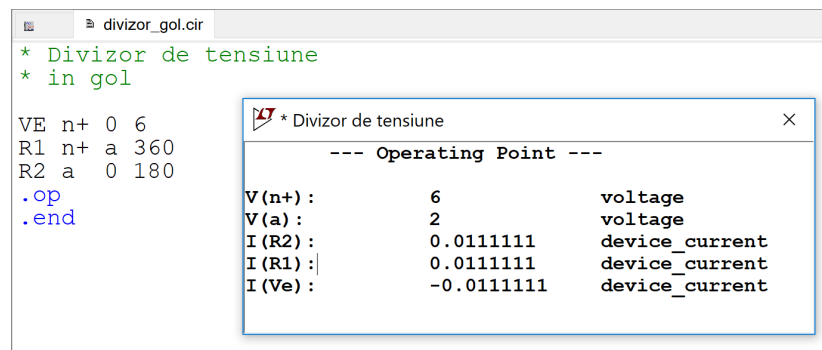 divizor_gol.cir
* Divizor de tensiune
* in gol
VE n+ 0 6
R1 n+ a 360
R2 a  0 180
.op
.end
* Divizor de tensiune
--- Operating Point ---
V(n+): 6 voltage
V(a): 2 voltage
I(R2): 0.0111111 device_current
I(R1): 0.0111111 device_current
I(Ve): -0.0111111 device_current